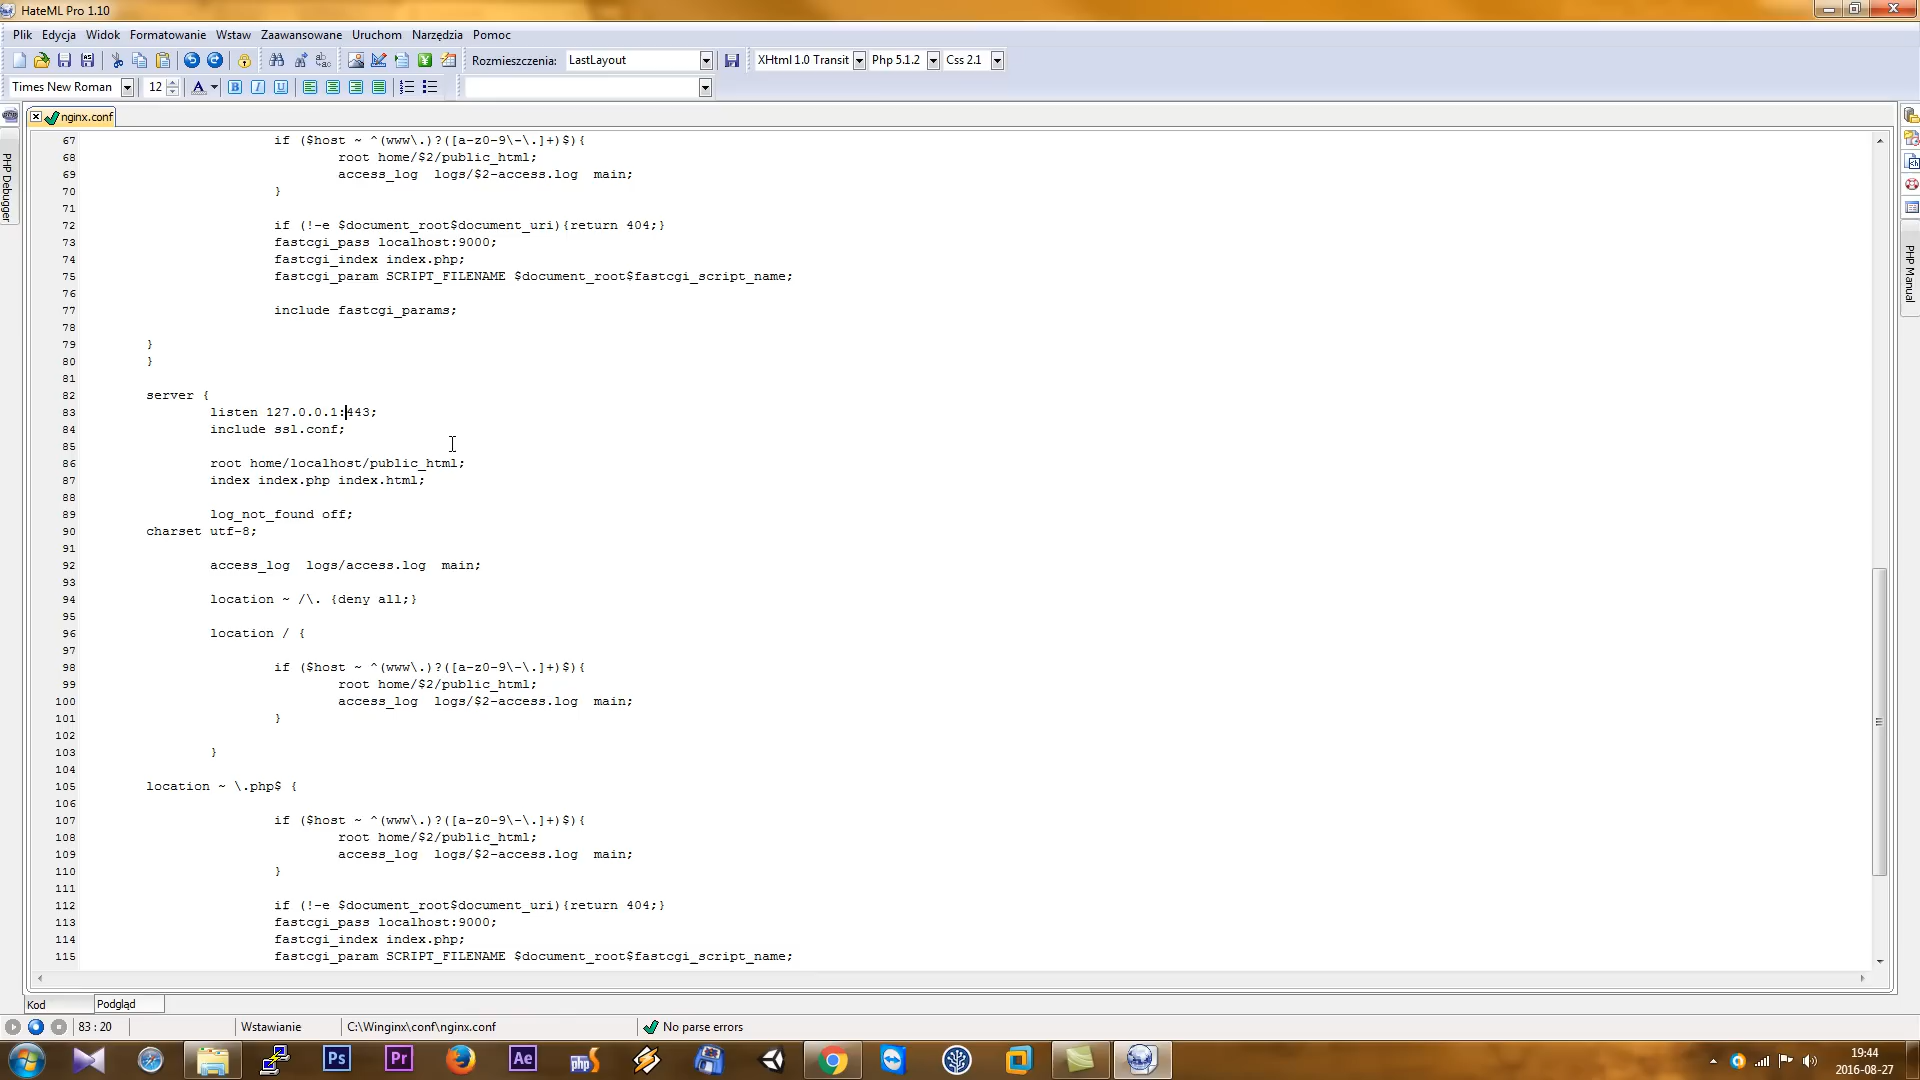 HateML Pro 1.10
Plik Edycja Widok Formatowanie Wstaw Zaawansowane Uruchom Narzędzia Pomoc
Rozmieszczenia: LastLayout XHtml 1.0 Transit Php 5.1.2 Css 2.1
Times New Roman 12 A B I U
nginx.conf
PHP Debugger
PHP Manual
67 if ($host ~ ^(www\.)?([a-z0-9\-\.]+)$){
68 root home/$2/public_html;
69 access_log logs/$2-access.log main;
70 }
71
72 if (!-e $document_root$document_uri){return 404;}
73 fastcgi_pass localhost:9000;
74 fastcgi_index index.php;
75 fastcgi_param SCRIPT_FILENAME $document_root$fastcgi_script_name;
76
77 include fastcgi_params;
78
79 }
80 }
81
82 server {
83 listen 127.0.0.1:443;
84 include ssl.conf;
85
86 root home/localhost/public_html;
87 index index.php index.html;
88
89 log_not_found off;
90 charset utf-8;
91
92 access_log logs/access.log main;
93
94 location ~ /\. {deny all;}
95
96 location / {
97
98 if ($host ~ ^(www\.)?([a-z0-9\-\.]+)$){
99 root home/$2/public_html;
100 access_log logs/$2-access.log main;
101 }
102
103 }
104
105 location ~ \.php$ {
106
107 if ($host ~ ^(www\.)?([a-z0-9\-\.]+)$){
108 root home/$2/public_html;
109 access_log logs/$2-access.log main;
110 }
111
112 if (!-e $document_root$document_uri){return 404;}
113 fastcgi_pass localhost:9000;
114 fastcgi_index index.php;
115 fastcgi_param SCRIPT_FILENAME $document_root$fastcgi_script_name;
Kod Podgląd
83 : 20 Wstawianie C:\Winginx\conf\nginx.conf No parse errors
Ps Pr Ae php
19:44
2016-08-27